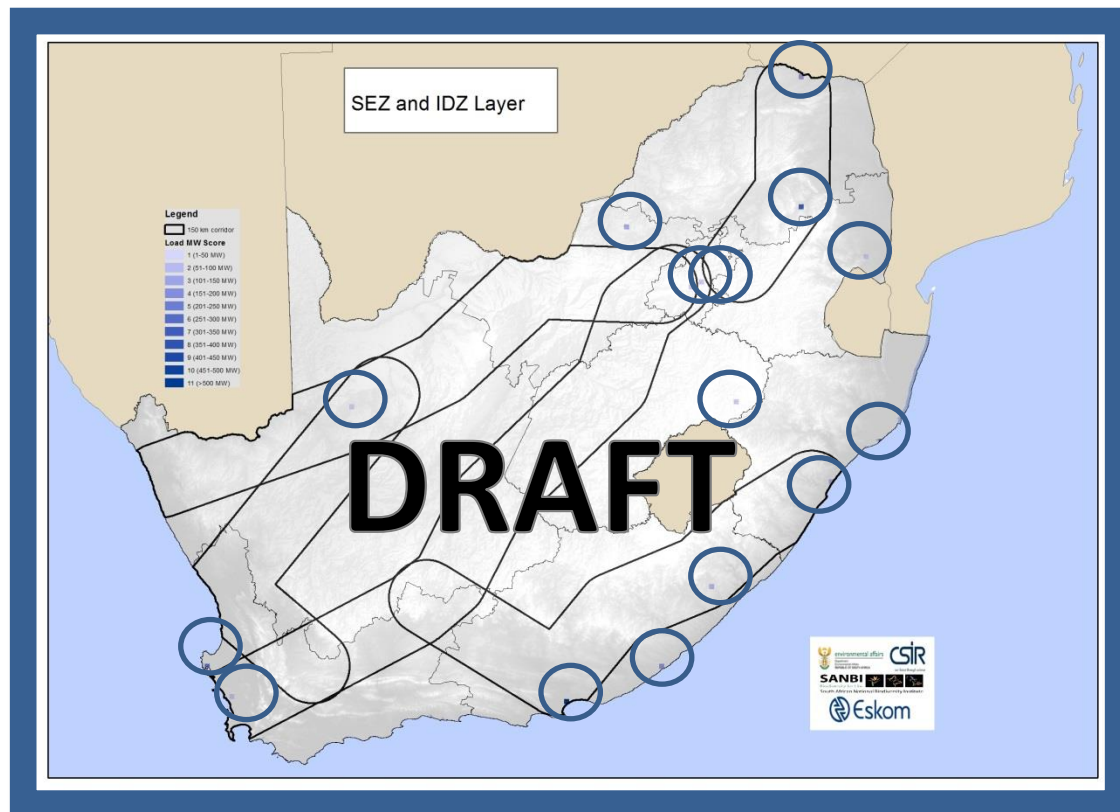 SEZ and IDZ Layer
Legend
150 km corridor
Load MW Score
1 (1-50 MW)
2 (51-100 MW)
3 (101-150 MW)
4 (151-200 MW)
5 (201-250 MW)
6 (251-300 MW)
7 (301-350 MW)
8 (351-400 MW)
9 (401-450 MW)
10 (451-500 MW)
11 (>500 MW)
DRAFT
environmental affairs
CSIR
SANBI
South African National Biodiversity Institute
Eskom